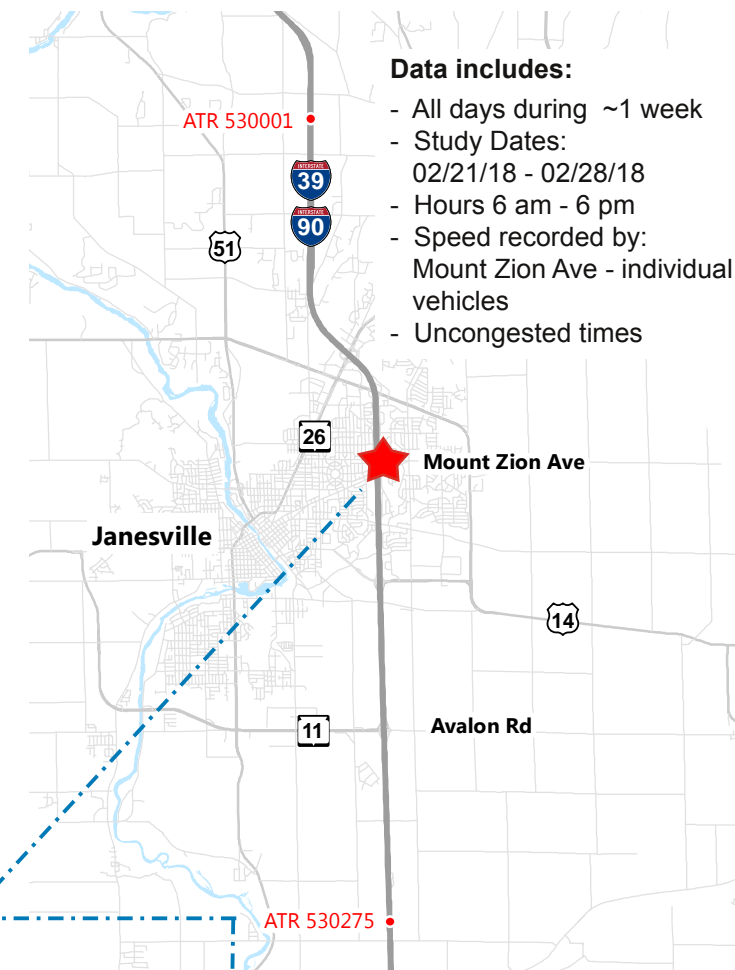 Data includes:
- All days during ~1 week
- Study Dates:
02/21/18 - 02/28/18
- Hours 6 am - 6 pm
- Speed recorded by:
Mount Zion Ave - individual
vehicles
- Uncongested times
ATR 530001
INTERSTATE
39
INTERSTATE
90
51
26
Mount Zion Ave
Janesville
14
11
Avalon Rd
ATR 530275